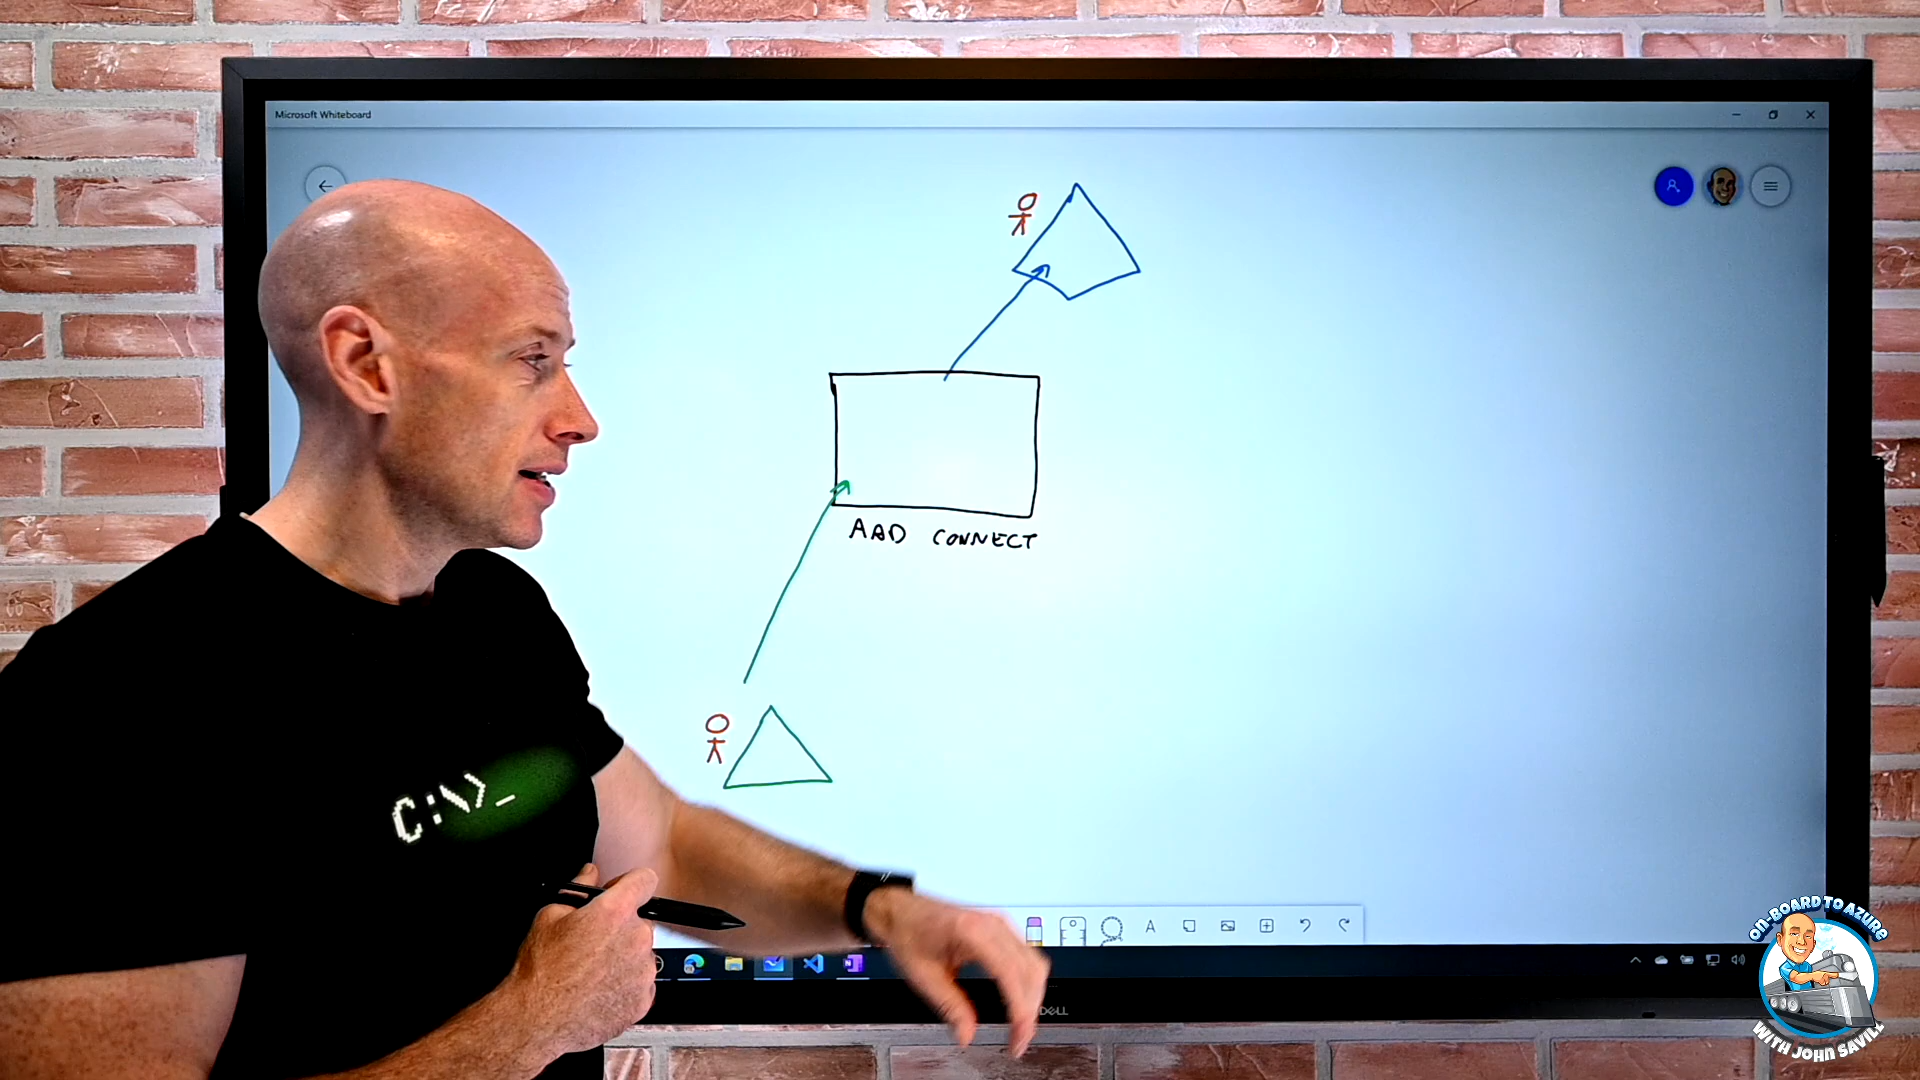 Microsoft Whiteboard
AAD CONNECT
C:\>_
A
DELL
ON-BOARD TO AZURE
WITH JOHN SAVILL